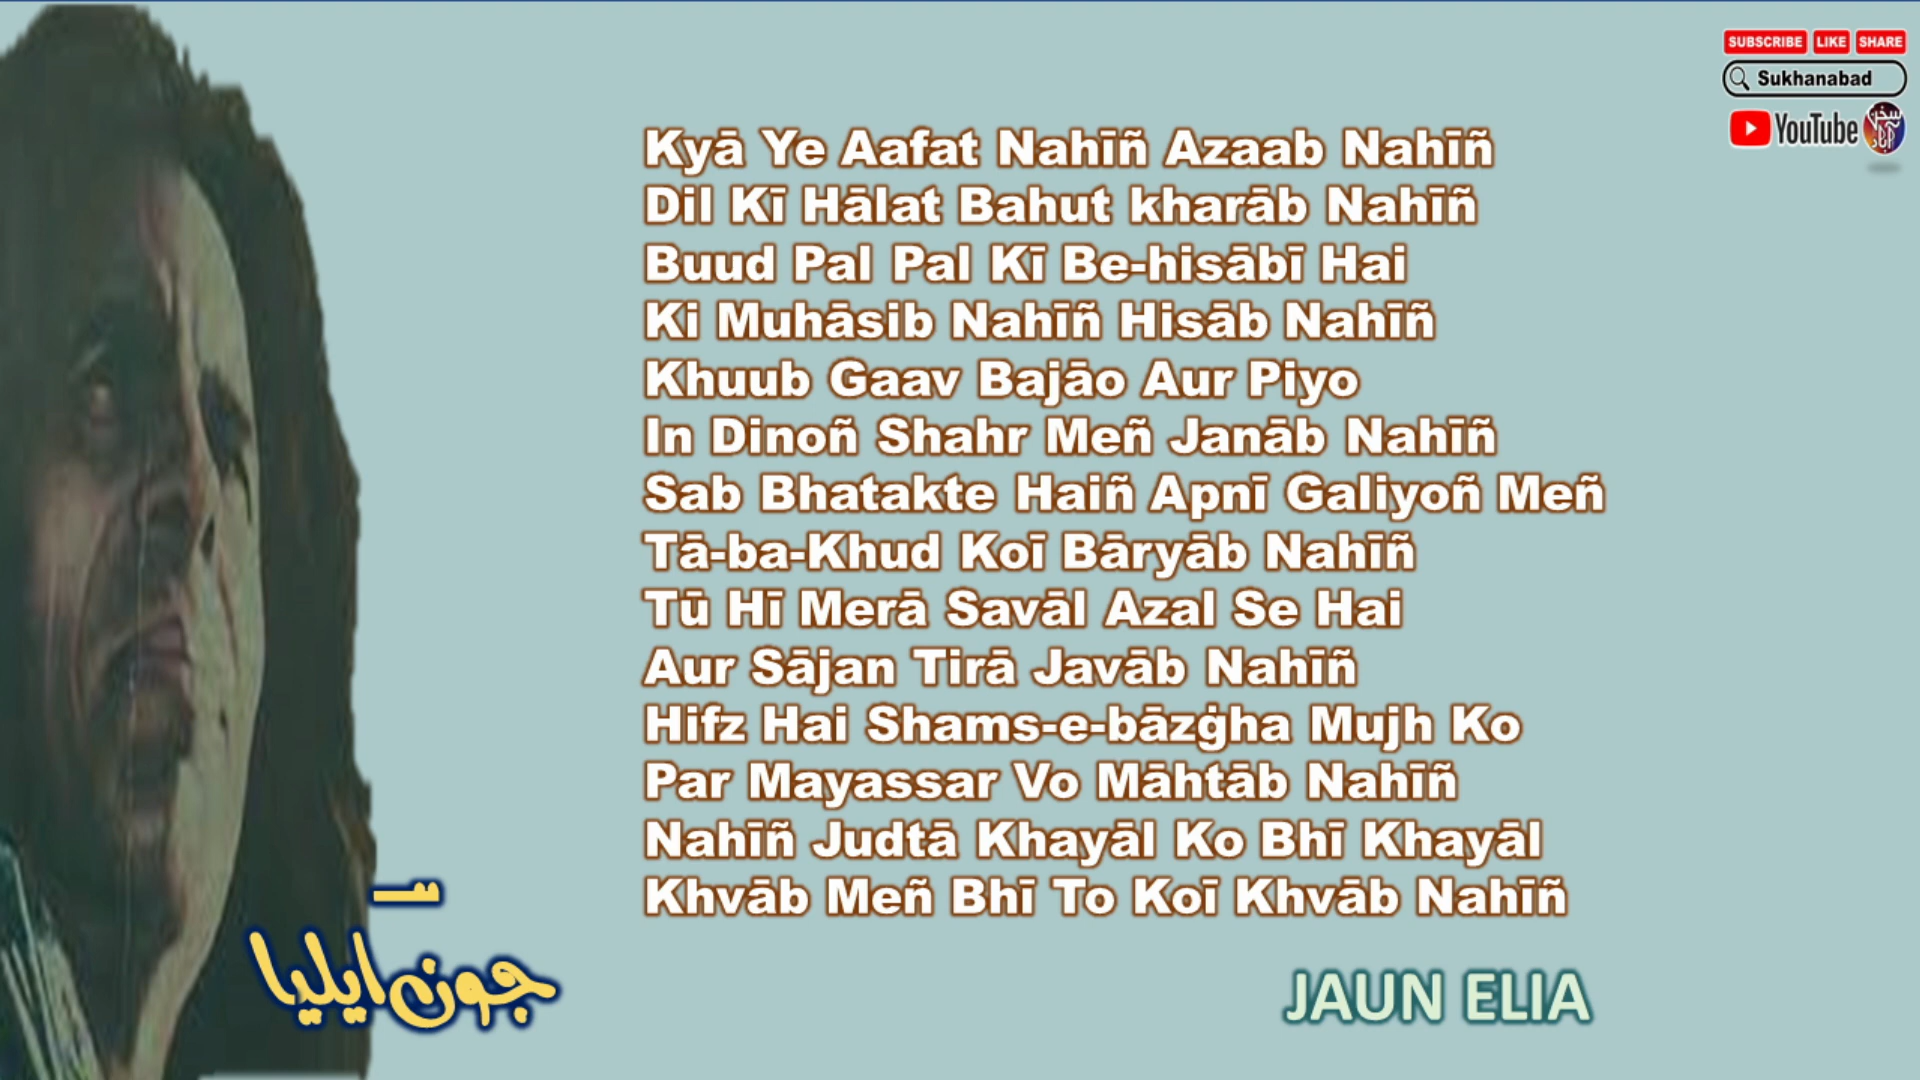 SUBSCRIBE LIKE SHARE
Sukhanabad
YouTube
Kyā Ye Aafat Nahīñ Azaab Nahīñ
Dil Kī Hālat Bahut kharāb Nahīñ
Buud Pal Pal Kī Be-hisābī Hai
Ki Muhāsib Nahīñ Hisāb Nahīñ
Khuub Gaav Bajāo Aur Piyo
In Dinoñ Shahr Meñ Janāb Nahīñ
Sab Bhatakte Haiñ Apnī Galiyoñ Meñ
Tā-ba-Khud Koī Bāryāb Nahīñ
Tū Hī Merā Savāl Azal Se Hai
Aur Sājan Tirā Javāb Nahīñ
Hifz Hai Shams-e-bāzġha Mujh Ko
Par Mayassar Vo Māhtāb Nahīñ
Nahīñ Judtā Khayāl Ko Bhī Khayāl
Khvāb Meñ Bhī To Koī Khvāb Nahīñ
جون ایلیا
JAUN ELIA